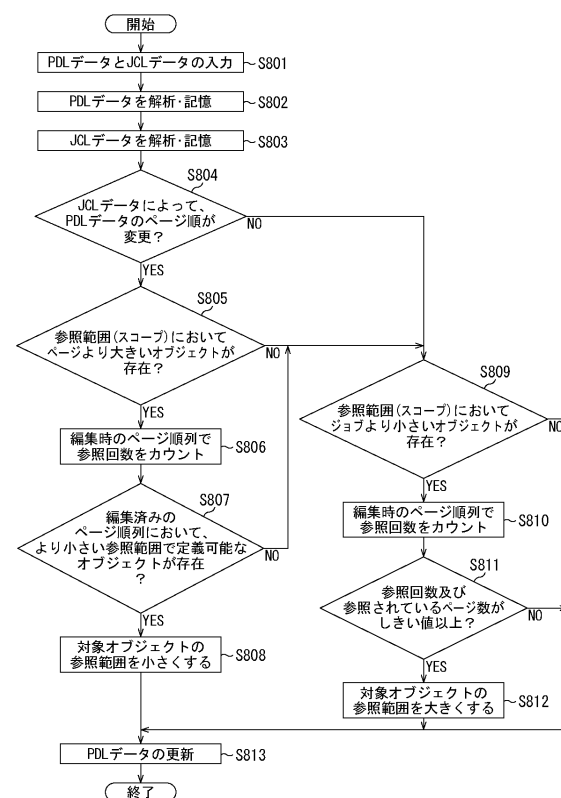 開始
PDLデータとJCLデータの入力
S801
PDLデータを解析・記憶
S802
JCLデータを解析・記憶
S803
S804
JCLデータによって、
PDLデータのページ順が
変更?
NO
YES
S805
参照範囲(スコープ)において
ページより大きいオブジェクトが
存在?
NO
YES
編集時のページ順列で
参照回数をカウント
S806
S807
編集済みの
ページ順列において、
より小さい参照範囲で定義可能な
オブジェクトが存在
?
NO
YES
対象オブジェクトの
参照範囲を小さくする
S808
S809
参照範囲(スコープ)において
ジョブより小さいオブジェクトが
存在?
NO
YES
編集時のページ順列で
参照回数をカウント
S810
S811
参照回数及び
参照されているページ数が
しきい値以上?
NO
YES
対象オブジェクトの
参照範囲を大きくする
S812
PDLデータの更新
S813
終了